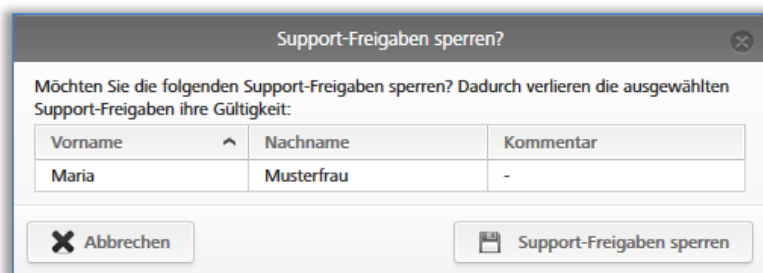 Support-Freigaben sperren?
Möchten Sie die folgenden Support-Freigaben sperren? Dadurch verlieren die ausgewählten
Support-Freigaben ihre Gültigkeit:
Vorname Nachname Kommentar
Maria Musterfrau -
Abbrechen Support-Freigaben sperren